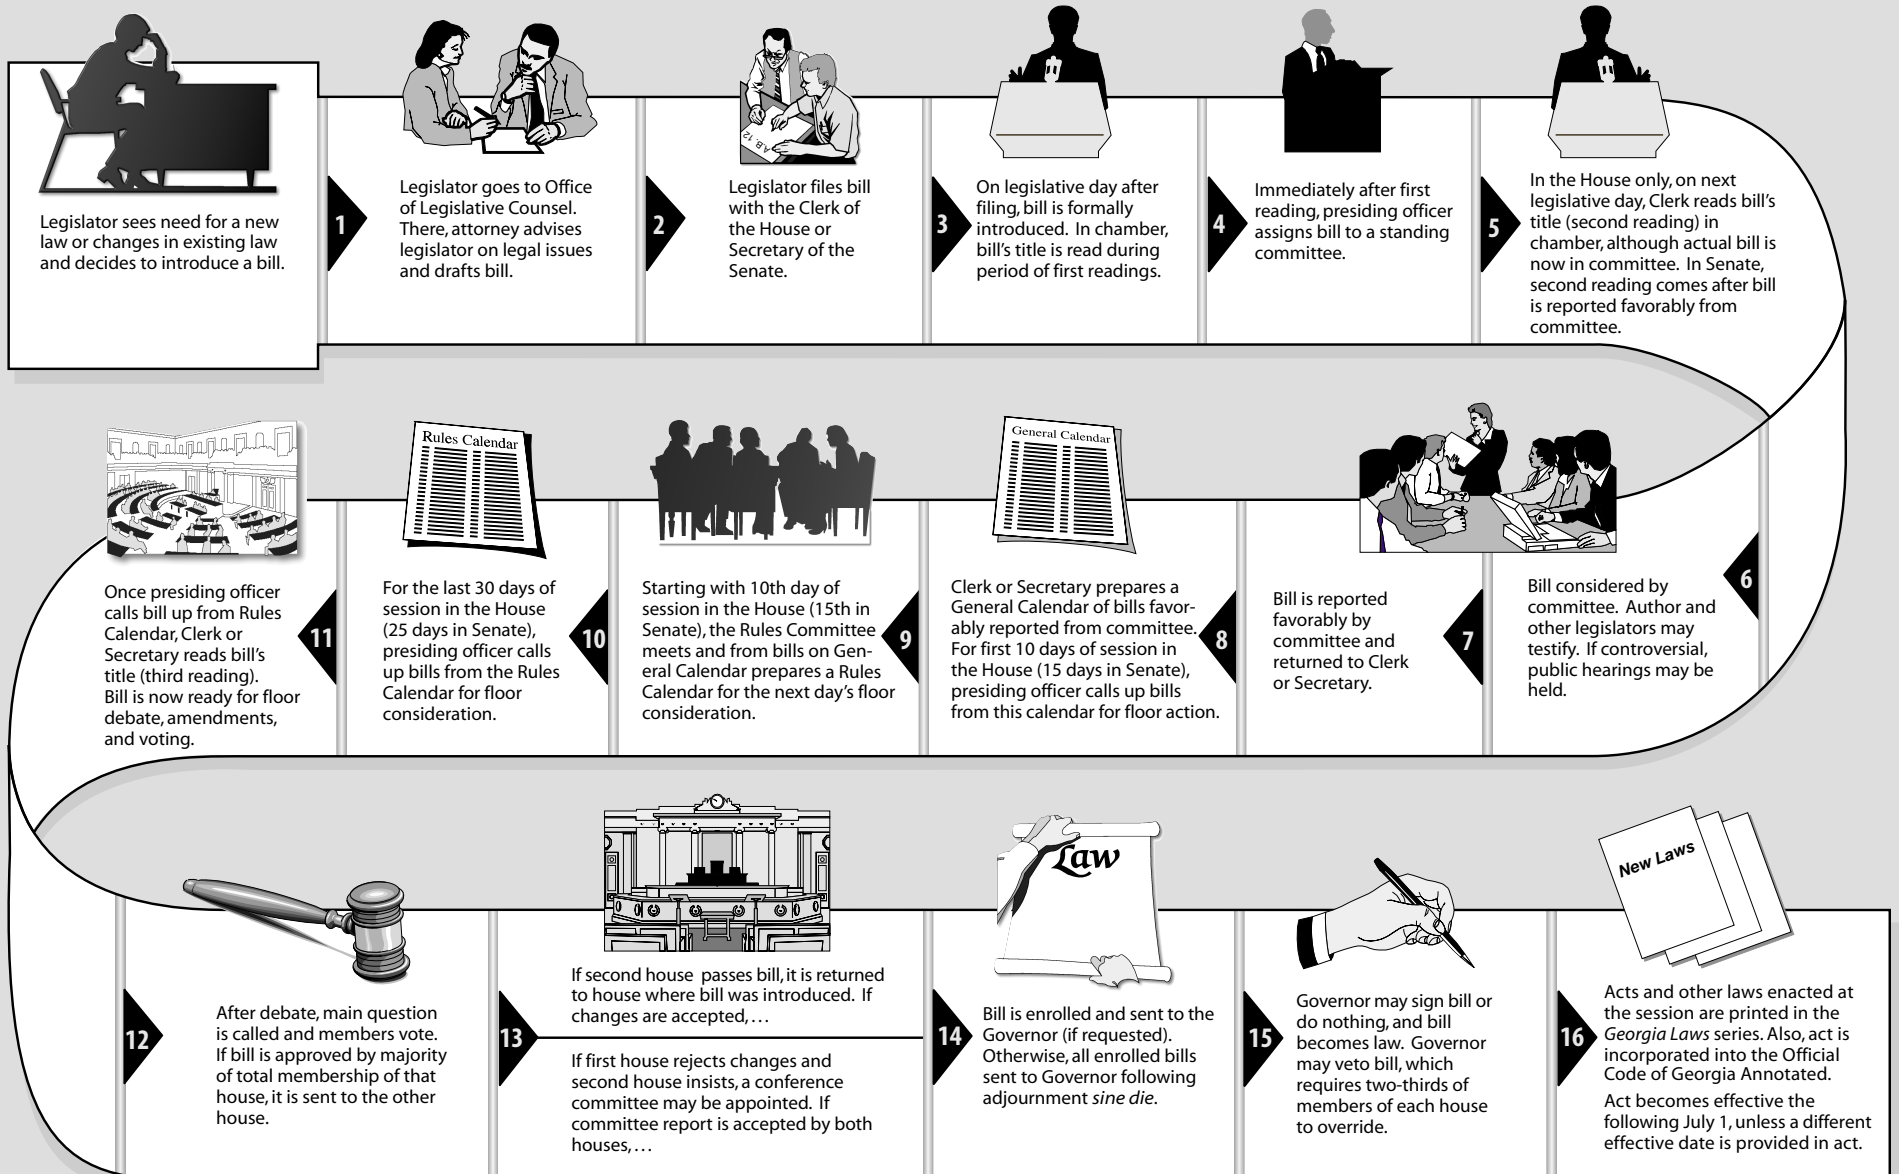 Legislator sees need for a new
law or changes in existing law
and decides to introduce a bill.
1
Legislator goes to Office
of Legislative Counsel.
There, attorney advises
legislator on legal issues
and drafts bill.
A.B. 12
2
Legislator files bill
with the Clerk of
the House or
Secretary of the
Senate.
3
On legislative day after
filing, bill is formally
introduced. In chamber,
bill's title is read during
period of first readings.
4
Immediately after first
reading, presiding officer
assigns bill to a standing
committee.
5
In the House only, on next
legislative day, Clerk reads bill's
title (second reading) in
chamber, although actual bill is
now in committee. In Senate,
second reading comes after bill
is reported favorably from
committee.
6
Bill considered by
committee. Author and
other legislators may
testify. If controversial,
public hearings may be
held.
7
Bill is reported
favorably by
committee and
returned to Clerk
or Secretary.
General Calendar
8
Clerk or Secretary prepares a
General Calendar of bills favor-
ably reported from committee.
For first 10 days of session in
the House (15 days in Senate),
presiding officer calls up bills
from this calendar for floor action.
9
Starting with 10th day of
session in the House (15th in
Senate), the Rules Committee
meets and from bills on Gen-
eral Calendar prepares a Rules
Calendar for the next day's floor
consideration.
Rules Calendar
10
For the last 30 days of
session in the House
(25 days in Senate),
presiding officer calls
up bills from the Rules
Calendar for floor
consideration.
11
Once presiding officer
calls bill up from Rules
Calendar, Clerk or
Secretary reads bill's
title (third reading).
Bill is now ready for floor
debate, amendments,
and voting.
12
After debate, main question
is called and members vote.
If bill is approved by majority
of total membership of that
house, it is sent to the other
house.
13
If second house passes bill, it is returned
to house where bill was introduced. If
changes are accepted, ...
If first house rejects changes and
second house insists, a conference
committee may be appointed. If
committee report is accepted by both
houses, ...
Law
14
Bill is enrolled and sent to the
Governor (if requested).
Otherwise, all enrolled bills
sent to Governor following
adjournment sine die.
15
Governor may sign bill or
do nothing, and bill
becomes law. Governor
may veto bill, which
requires two-thirds of
members of each house
to override.
New Laws
16
Acts and other laws enacted at
the session are printed in the
Georgia Laws series. Also, act is
incorporated into the Official
Code of Georgia Annotated.
Act becomes effective the
following July 1, unless a different
effective date is provided in act.